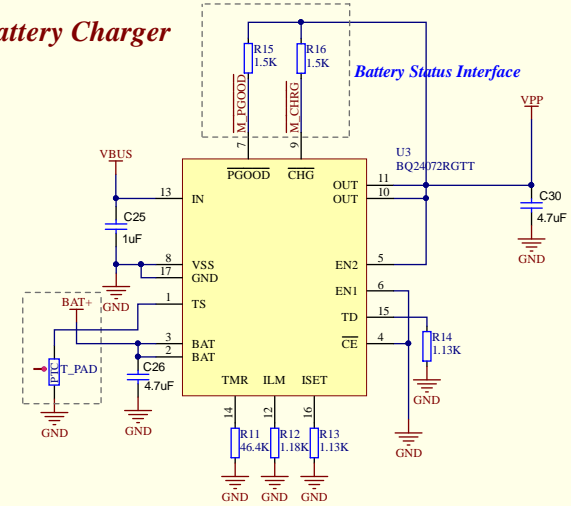 attery Charger
R15
1.5K
R16
1.5K
Battery Status Interface
M_PGOOD
M_CHRG
VPP
7
9
VBUS
U3
BQ24072RGTT
PGOOD
CHG
13
IN
OUT
11
OUT
10
C25
1uF
C30
4.7uF
GND
8
VSS
17
GND
EN2
5
EN1
6
GND
BAT+
1
TS
TD
15
R14
1.13K
3
BAT
2
BAT
CE
4
PTC
T_PAD
C26
4.7uF
GND
TMR
ILM
ISET
GND
GND
14
12
16
R11
46.4K
R12
1.18K
R13
1.13K
GND
GND
GND
GND